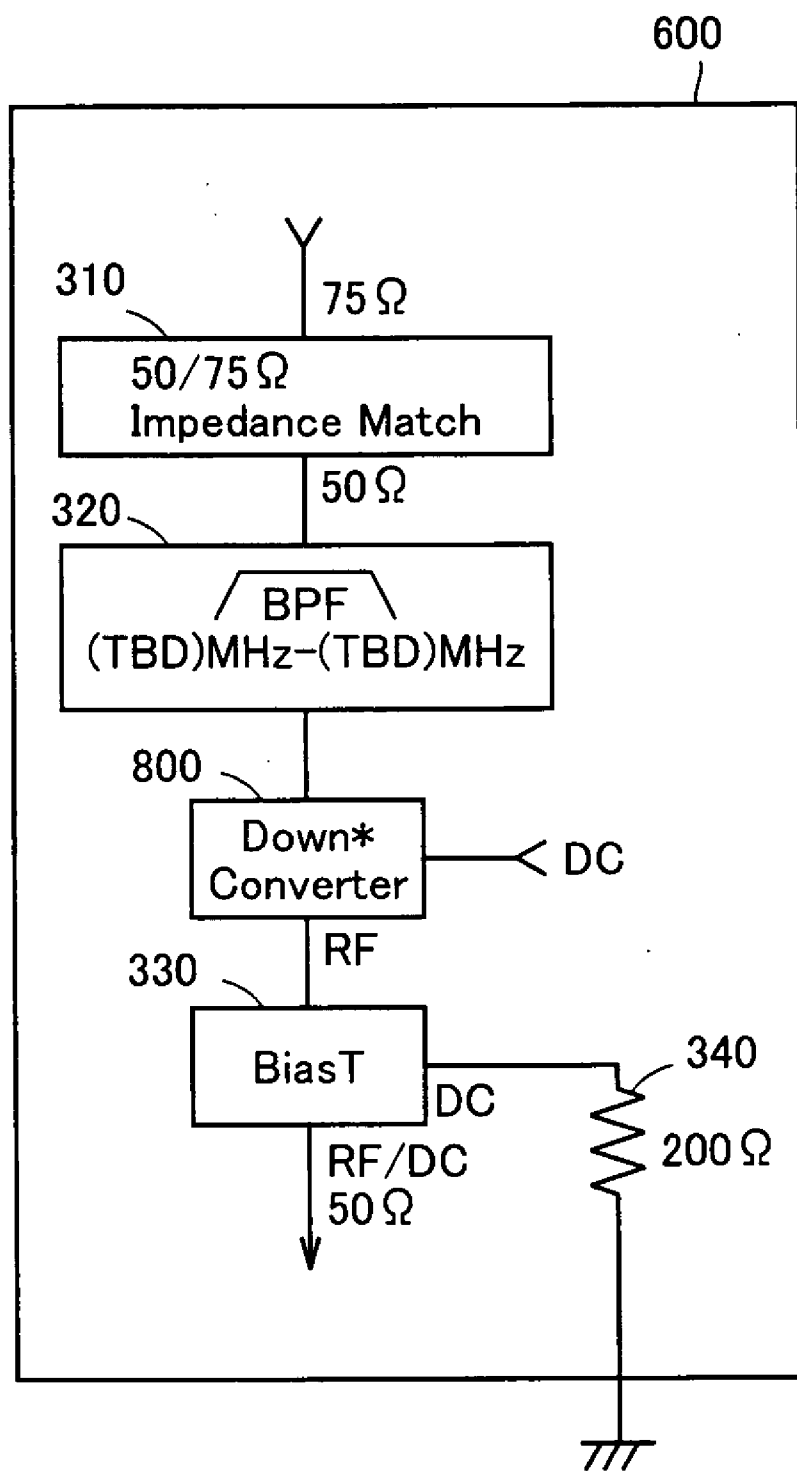 600
310
75Ω
50/75Ω
Impedance Match
50Ω
320
BPF
(TBD)MHz-(TBD)MHz
800
Down*
Converter
DC
RF
330
BiasT
DC
340
200Ω
RF/DC
50Ω